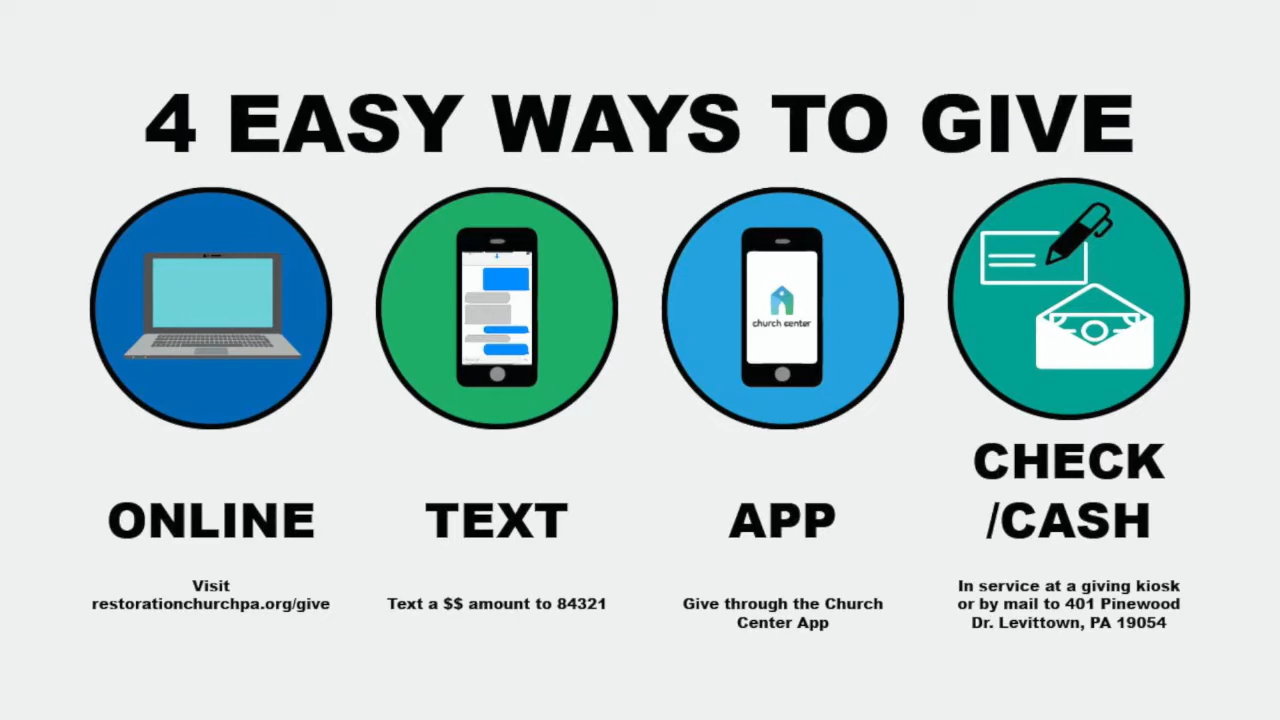 4 EASY WAYS TO GIVE
church center
ONLINE
Visit
restorationchurchpa.org/give
TEXT
Text a $$ amount to 84321
APP
Give through the Church
Center App
CHECK
/CASH
In service at a giving kiosk
or by mail to 401 Pinewood
Dr. Levittown, PA 19054